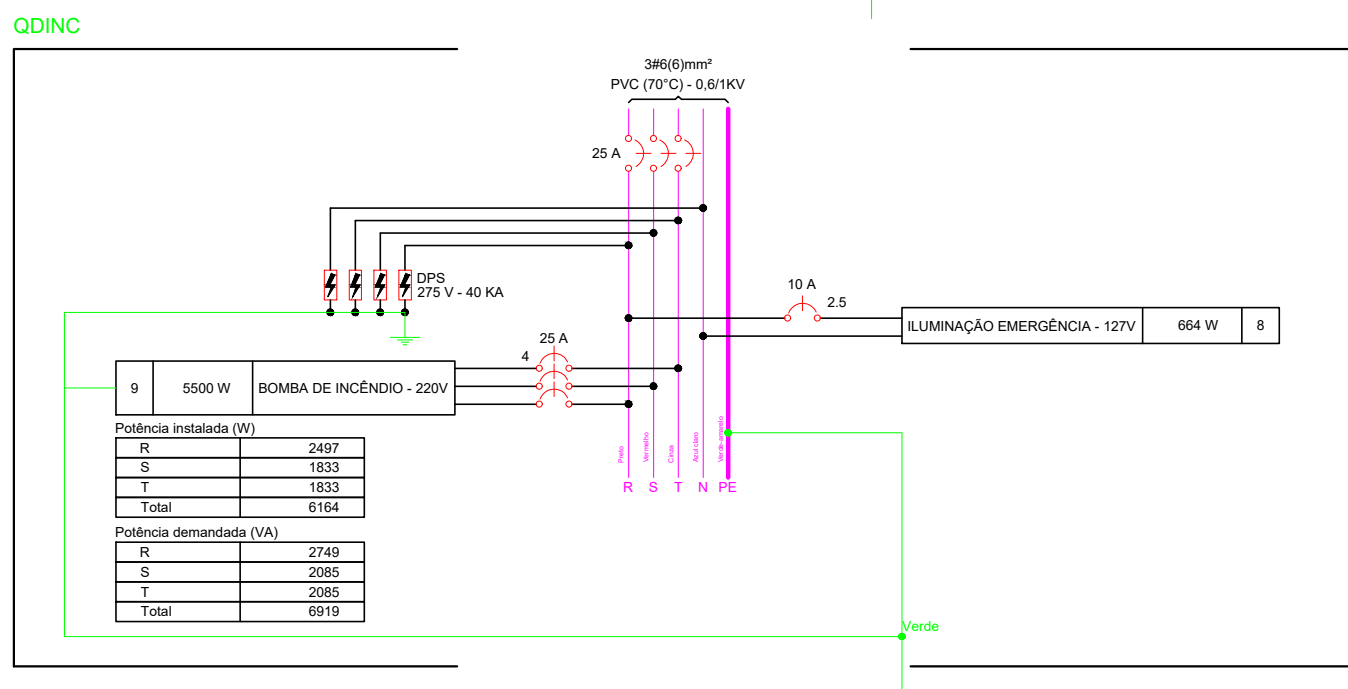 QDINC
3#6(6)mm²
PVC (70°C) - 0,6/1KV
25 A
DPS
275 V - 40 KA
10 A
2.5
ILUMINAÇÃO EMERGÊNCIA - 127V 664 W 8
25 A
4
9 5500 W BOMBA DE INCÊNDIO - 220V
Potência instalada (W)
R 2497
S 1833
T 1833
Total 6164
Potência demandada (VA)
R 2749
S 2085
T 2085
Total 6919
Preto Vermelho Cinza Azul claro Verde-amarelo
R S T N PE
Verde